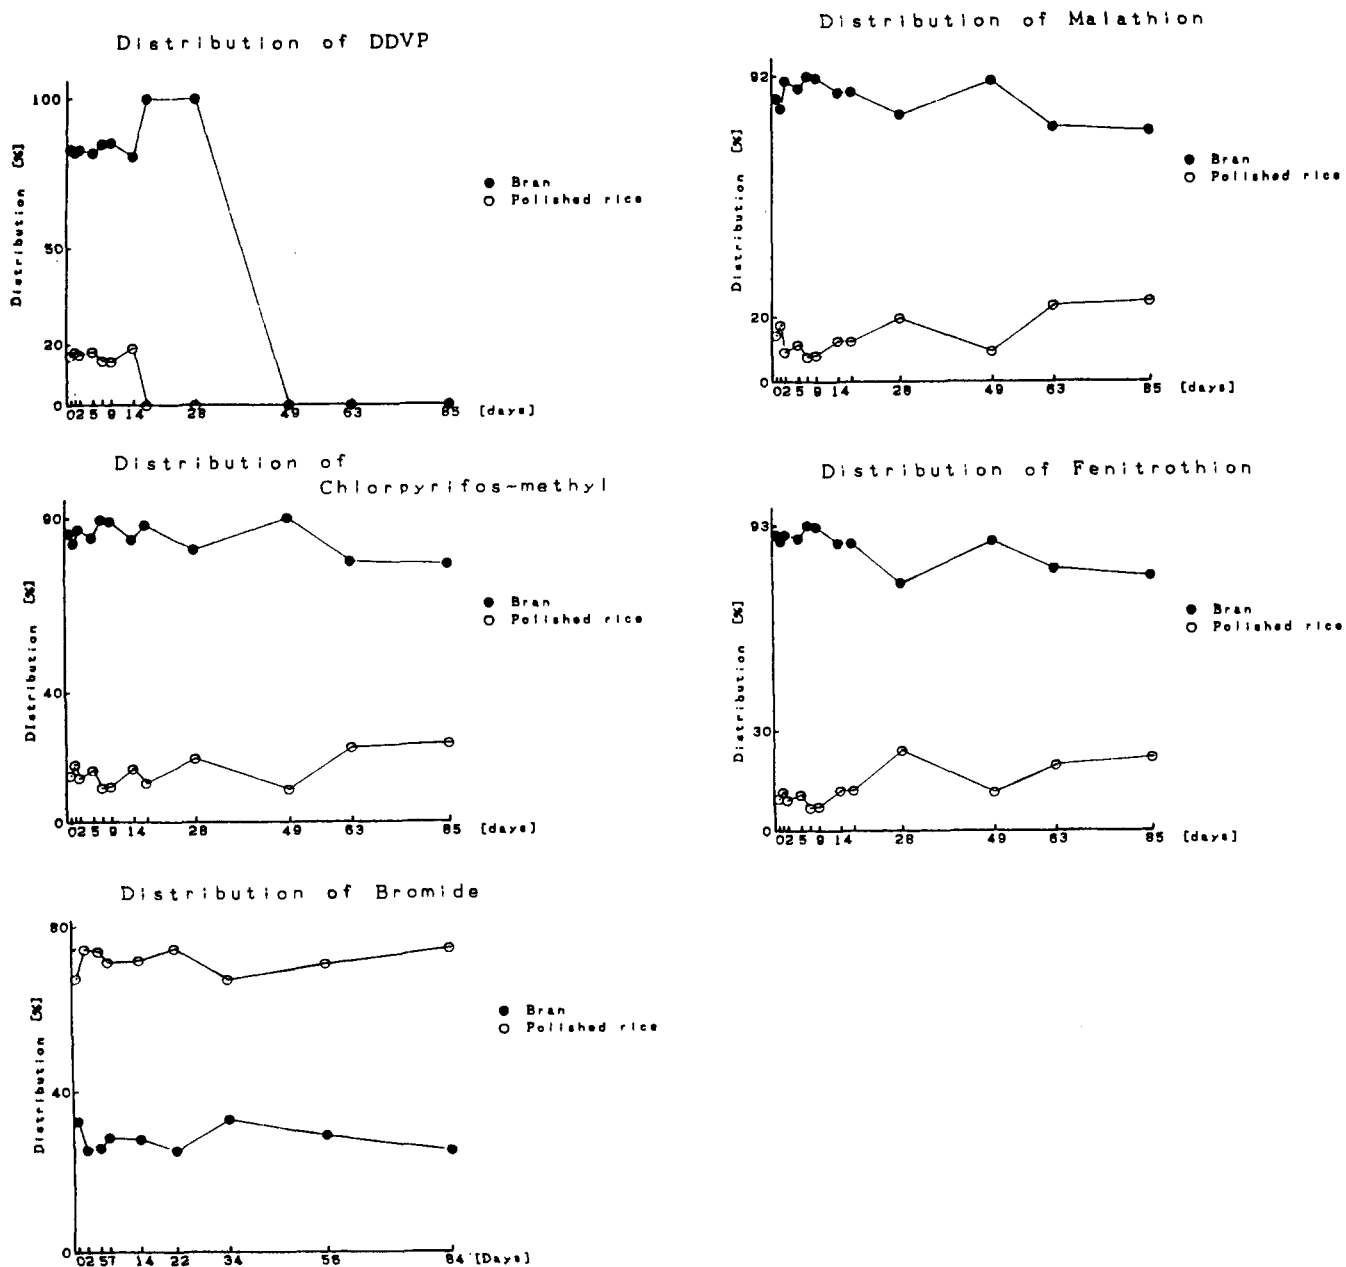 Distribution of DDVP
100
50
20
0
Distribution [%]
Bran
Polished rice
0 2 5 9 14 28 49 63 85 [days]
Distribution of Malathion
92
20
0
Distribution [%]
Bran
Polished rice
0 2 5 9 14 28 49 63 85 [days]
Distribution of
Chlorpyrifos-methyl
90
40
0
Distribution [%]
Bran
Polished rice
0 2 5 9 14 28 49 63 85 [days]
Distribution of Fenitrothion
93
30
0
Distribution [%]
Bran
Polished rice
0 2 5 9 14 28 49 63 85 [days]
Distribution of Bromide
80
40
0
Distribution [%]
Bran
Polished rice
0 2 5 7 14 22 34 56 84 [Days]